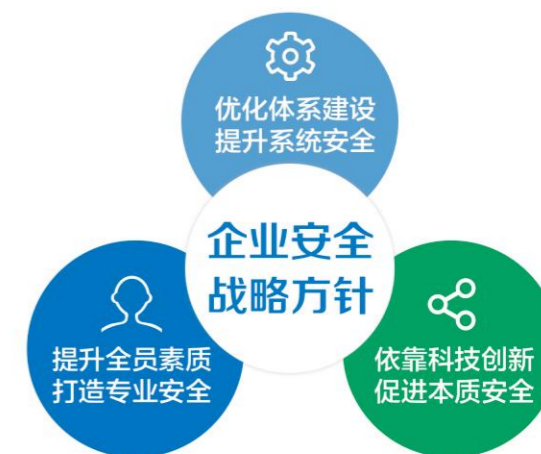 优化体系建设
提升系统安全
企业安全
战略方针
提升全员素质
打造专业安全
依靠科技创新
促进本质安全